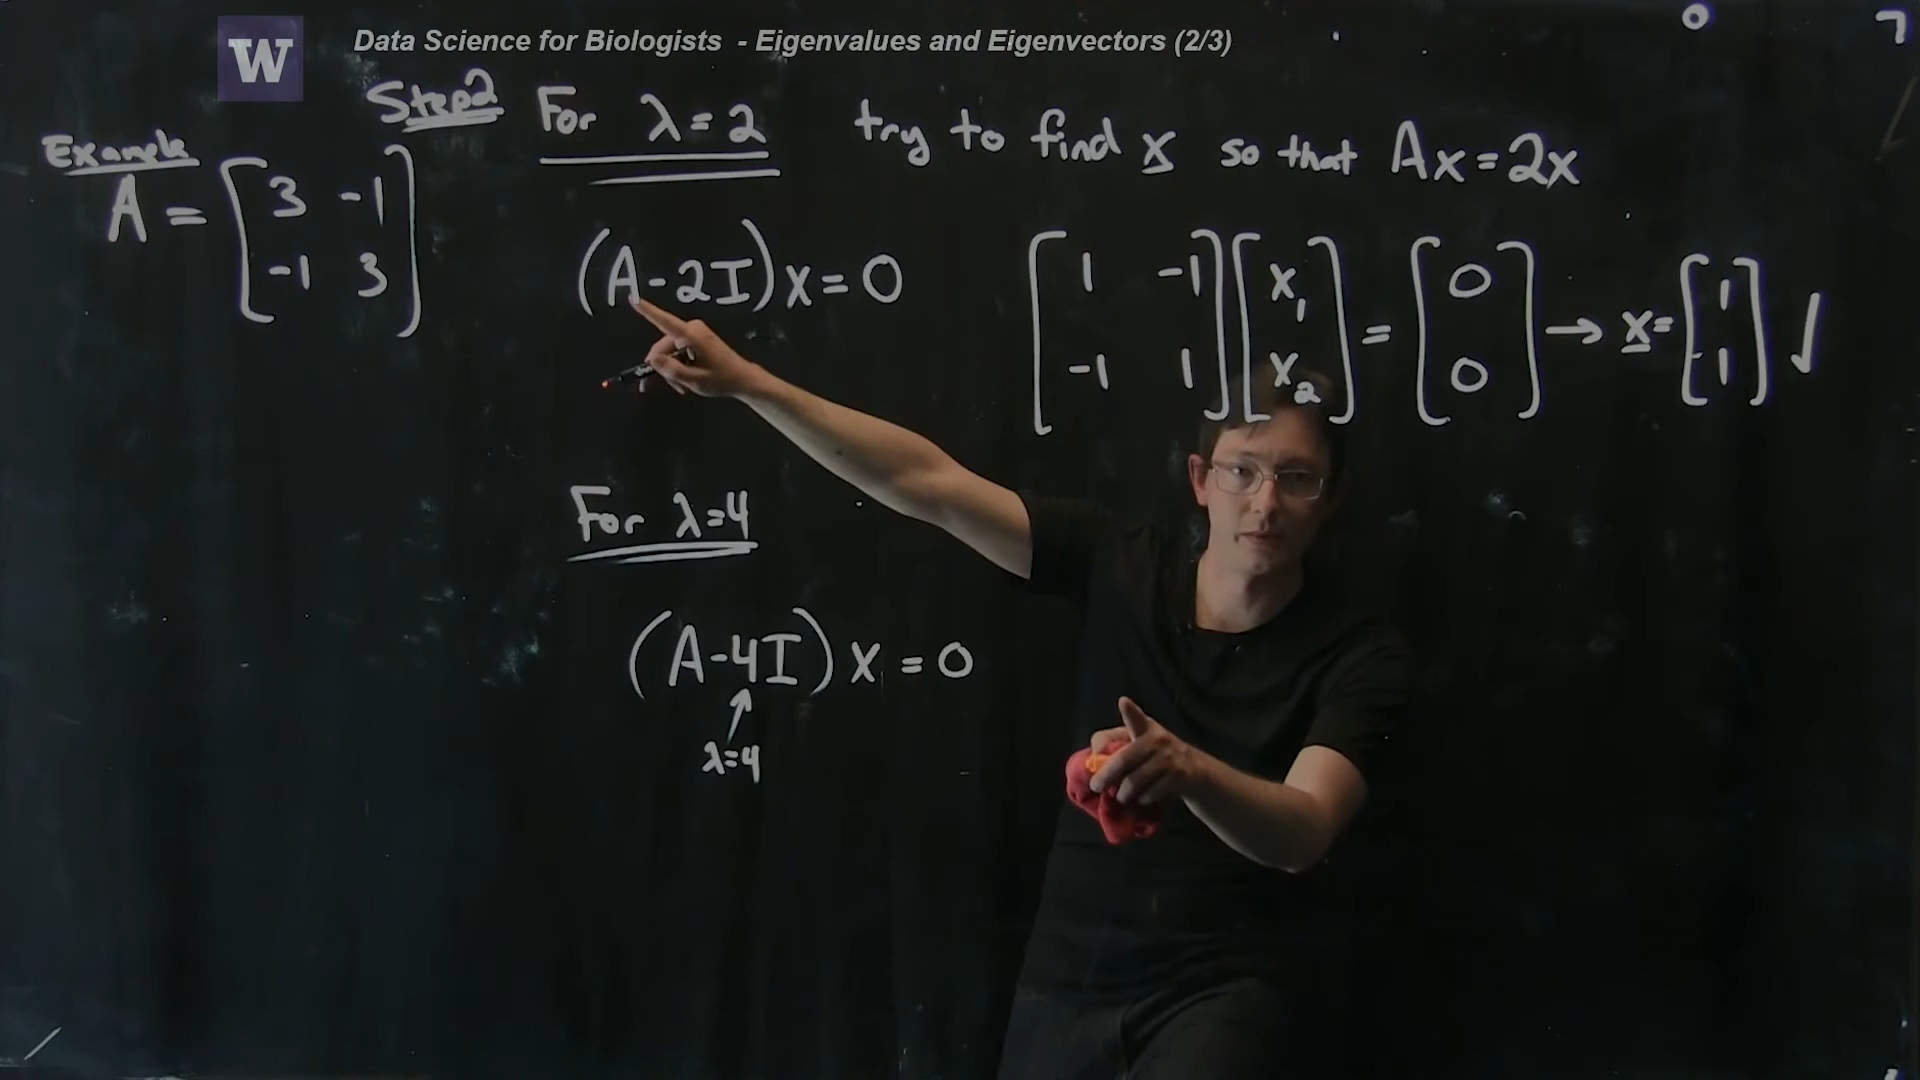 W
Data Science for Biologists - Eigenvalues and Eigenvectors (2/3)
Step 2 For λ=2 try to find x so that Ax=2x
Example
A = [3 -1
-1 3]
(A-2I)x=0
[1 -1
-1 1] [x₁
x₂] = [0
0] → x= [1
1] ✓
For λ=4
(A-4I)x=0
↑
λ=4